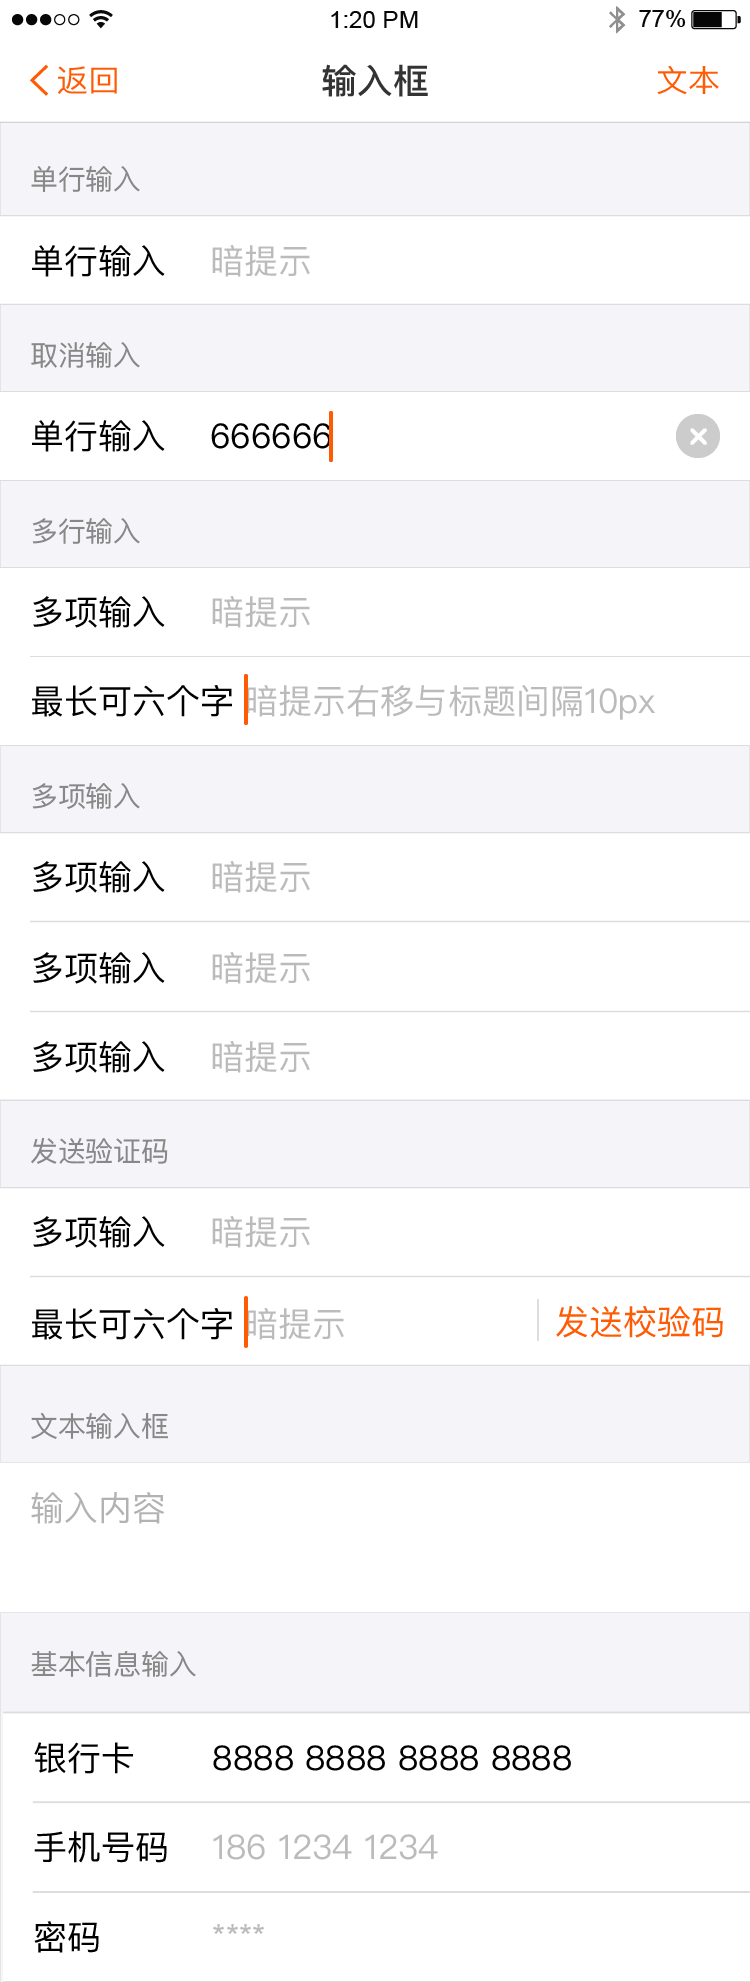 1:20 PM 77%
返回 输入框 文本
单行输入
单行输入 暗提示
取消输入
单行输入 666666
多行输入
多项输入 暗提示
最长可六个字 暗提示右移与标题间隔10px
多项输入
多项输入 暗提示
多项输入 暗提示
多项输入 暗提示
发送验证码
多项输入 暗提示
最长可六个字 暗提示 发送校验码
文本输入框
输入内容
基本信息输入
银行卡 8888 8888 8888 8888
手机号码 186 1234 1234
密码 ****